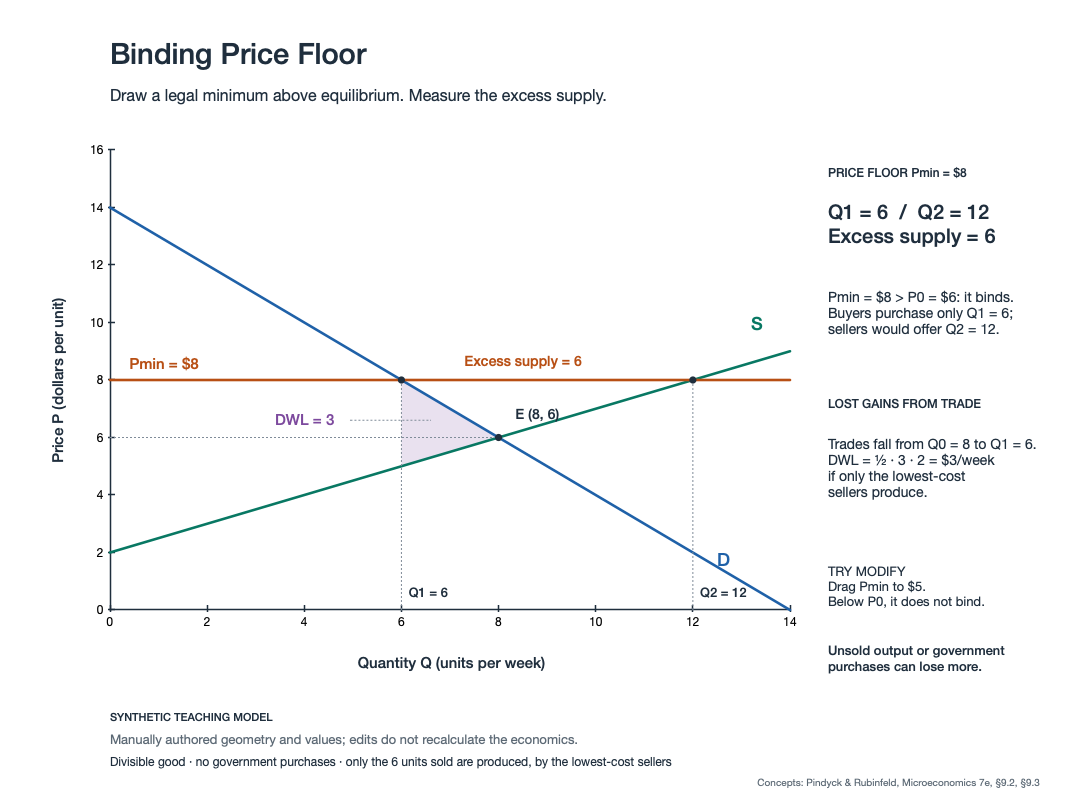 Binding Price Floor
Draw a legal minimum above equilibrium. Measure the excess supply.
16
14
12
10
8
6
4
2
0
Price P (dollars per unit)
Pmin = $8
Excess supply = 6
S
DWL = 3
E (8, 6)
D
Q1 = 6
Q2 = 12
0
2
4
6
8
10
12
14
Quantity Q (units per week)
PRICE FLOOR Pmin = $8
Q1 = 6 / Q2 = 12
Excess supply = 6
Pmin = $8 > P0 = $6: it binds.
Buyers purchase only Q1 = 6;
sellers would offer Q2 = 12.
LOST GAINS FROM TRADE
Trades fall from Q0 = 8 to Q1 = 6.
DWL = ½ · 3 · 2 = $3/week
if only the lowest-cost
sellers produce.
TRY MODIFY
Drag Pmin to $5.
Below P0, it does not bind.
Unsold output or government
purchases can lose more.
SYNTHETIC TEACHING MODEL
Manually authored geometry and values; edits do not recalculate the economics.
Divisible good · no government purchases · only the 6 units sold are produced, by the lowest-cost sellers
Concepts: Pindyck & Rubinfeld, Microeconomics 7e, §9.2, §9.3